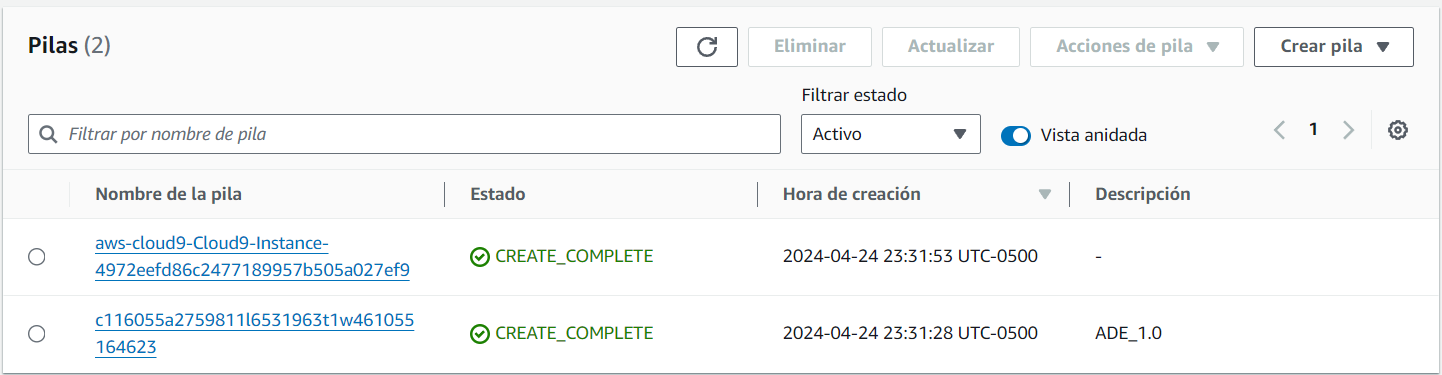 Pilas (2)
Eliminar
Actualizar
Acciones de pila
Crear pila
Filtrar estado
Filtrar por nombre de pila
Activo
Vista anidada
1
Nombre de la pila
Estado
Hora de creación
Descripción
aws-cloud9-Cloud9-Instance-
4972eefd86c2477189957b505a027ef9
CREATE_COMPLETE
2024-04-24 23:31:53 UTC-0500
-
c116055a2759811l6531963t1w461055
164623
CREATE_COMPLETE
2024-04-24 23:31:28 UTC-0500
ADE_1.0